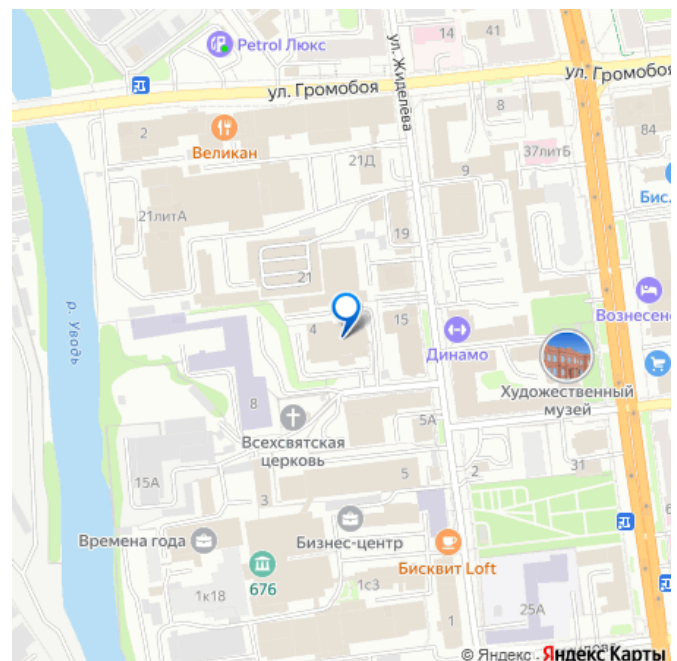 14
41
Petrol Люкс
ул. Громобоя
ул. Громобоя
ул. Жиделёва
8
84
2
Великан
21Д
37литБ
9
Бис.
21литА
19
21
р. Уводь
4
15
Динамо
Вознесенс
Художественный
музей
8
Всехсвятская
церковь
5А
15А
5
2
31
3
Времена года
Бизнес-центр
Бисквит Loft
676
1к18
1с3
25А
1
© Яндекс
Яндекс Карты